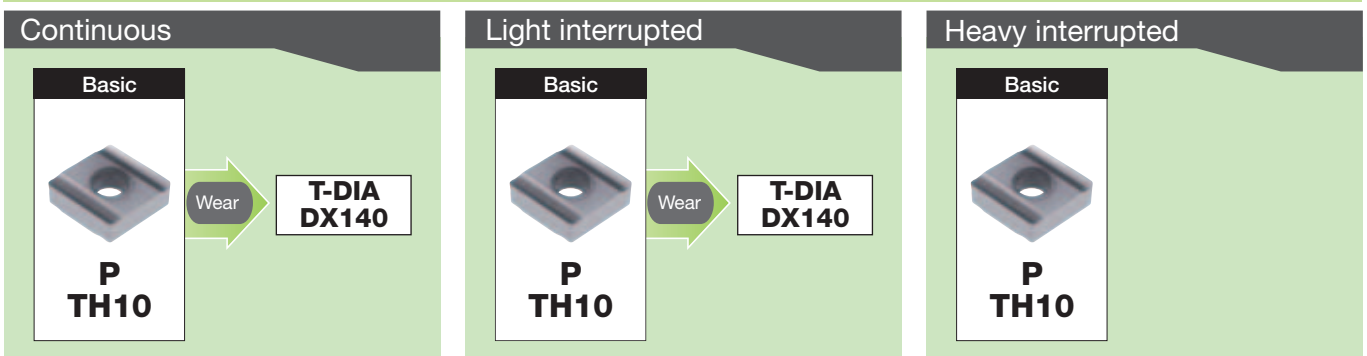 Continuous
Basic
Wear
T-DIA
DX140
P
TH10
Light interrupted
Basic
Wear
T-DIA
DX140
P
TH10
Heavy interrupted
Basic
P
TH10